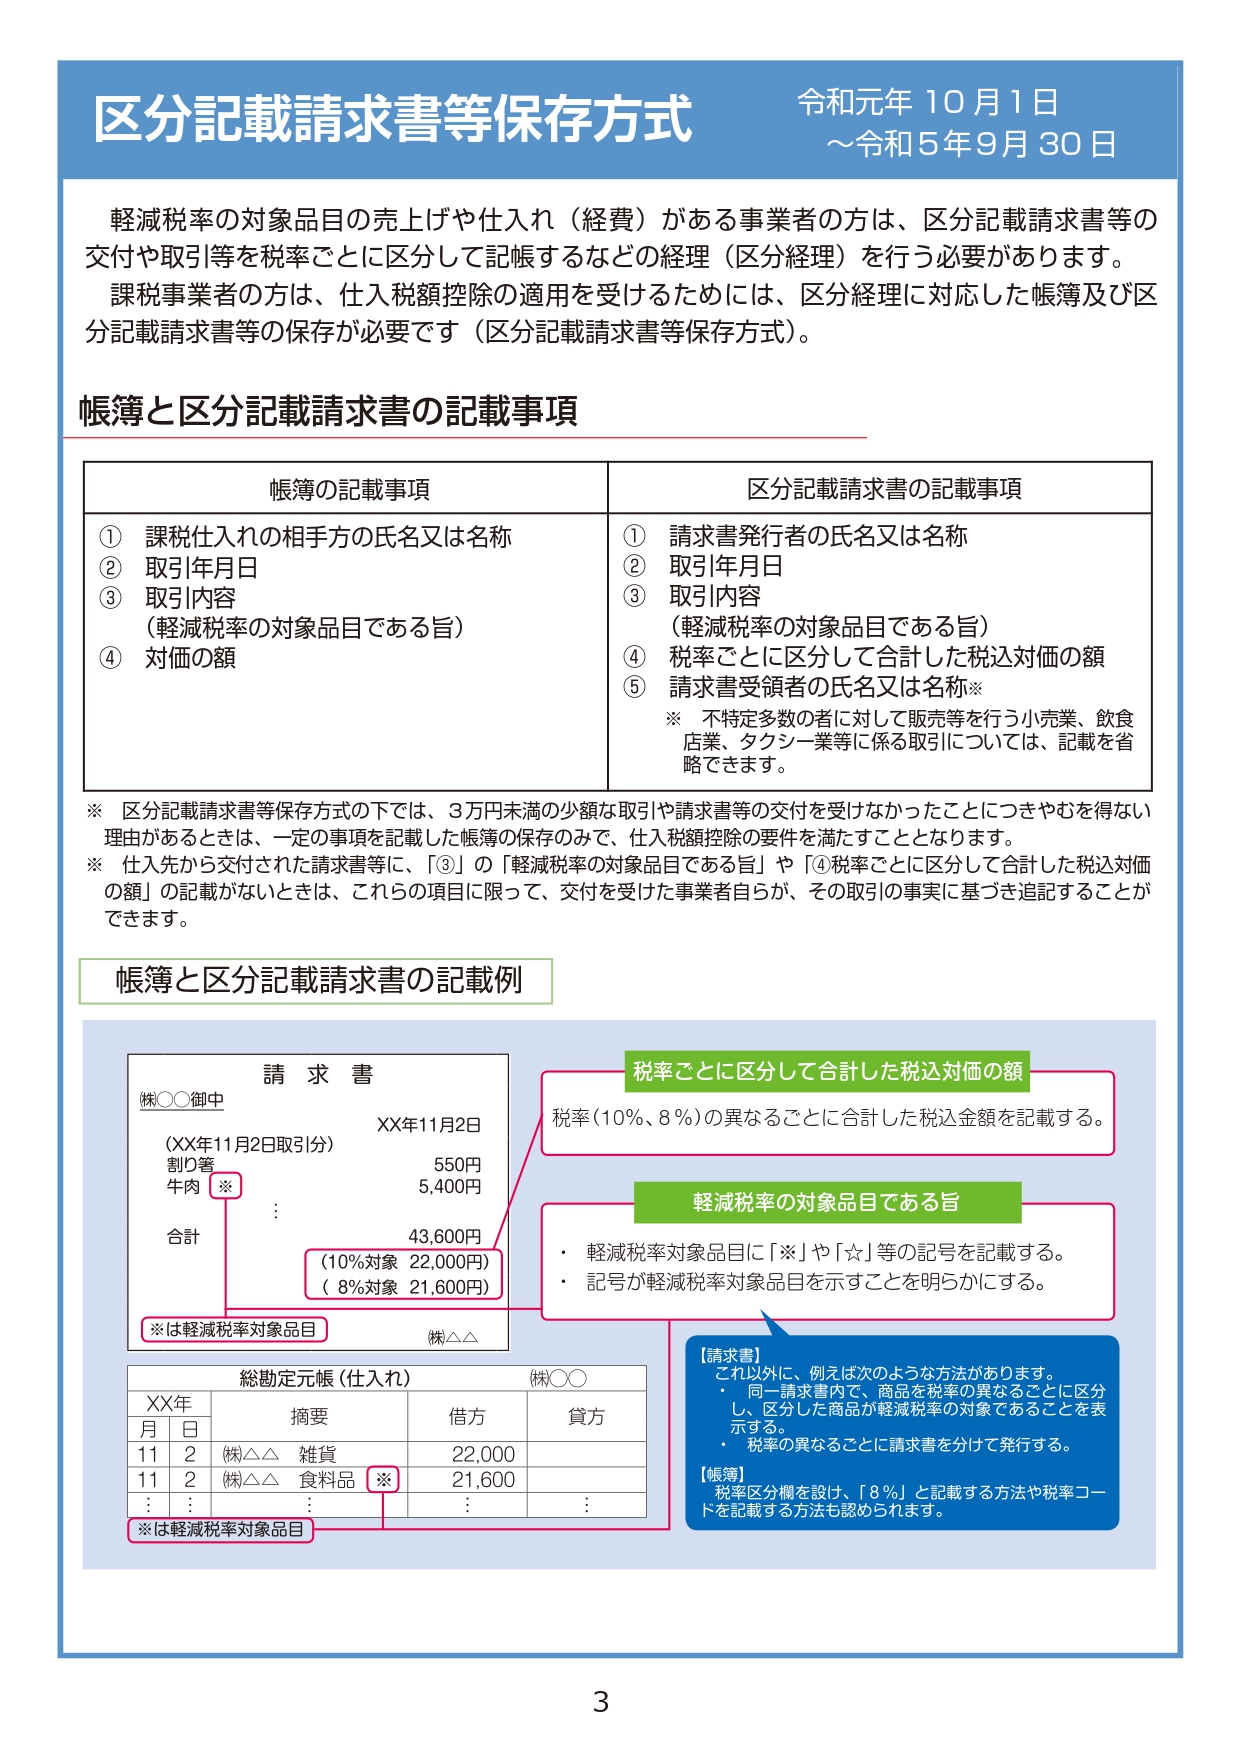 区分記載請求書等保存方式
令和元年 10 月1日
～令和5年9月 30 日
軽減税率の対象品目の売上げや仕入れ（経費）がある事業者の方は、区分記載請求書等の
交付や取引等を税率ごとに区分して記帳するなどの経理（区分経理）を行う必要があります。
課税事業者の方は、仕入税額控除の適用を受けるためには、区分経理に対応した帳簿及び区
分記載請求書等の保存が必要です（区分記載請求書等保存方式）。
帳簿と区分記載請求書の記載事項
帳簿の記載事項
① 課税仕入れの相手方の氏名又は名称
② 取引年月日
③ 取引内容
（軽減税率の対象品目である旨）
④ 対価の額
区分記載請求書の記載事項
① 請求書発行者の氏名又は名称
② 取引年月日
③ 取引内容
（軽減税率の対象品目である旨）
④ 税率ごとに区分して合計した税込対価の額
⑤ 請求書受領者の氏名又は名称※
※ 不特定多数の者に対して販売等を行う小売業、飲食
店業、タクシー業等に係る取引については、記載を省
略できます。
※ 区分記載請求書等保存方式の下では、3万円未満の少額な取引や請求書等の交付を受けなかったことにつきやむを得ない
理由があるときは、一定の事項を記載した帳簿の保存のみで、仕入税額控除の要件を満たすこととなります。
※ 仕入先から交付された請求書等に、「③」の「軽減税率の対象品目である旨」や「④税率ごとに区分して合計した税込対価
の額」の記載がないときは、これらの項目に限って、交付を受けた事業者自らが、その取引の事実に基づき追記することが
できます。
帳簿と区分記載請求書の記載例
請 求 書
㈱〇〇御中
XX年11月2日
（XX年11月2日取引分）
割り箸 550円
牛肉 ※ 5,400円
：
合計 43,600円
（10%対象 22,000円）
（ 8%対象 21,600円）
※は軽減税率対象品目
㈱△△
税率ごとに区分して合計した税込対価の額
税率（10％、8％）の異なるごとに合計した税込金額を記載する。
軽減税率の対象品目である旨
・ 軽減税率対象品目に「※」や「☆」等の記号を記載する。
・ 記号が軽減税率対象品目を示すことを明らかにする。
総勘定元帳（仕入れ） ㈱〇〇
XX年
月 日 摘要 借方 貸方
11 2 ㈱△△ 雑貨 22,000
11 2 ㈱△△ 食料品 ※ 21,600
： ： ： ： ：
※は軽減税率対象品目
【請求書】
これ以外に、例えば次のような方法があります。
・ 同一請求書内で、商品を税率の異なるごとに区分
し、区分した商品が軽減税率の対象であることを表
示する。
・ 税率の異なるごとに請求書を分けて発行する。
【帳簿】
税率区分欄を設け、「8％」と記載する方法や税率コー
ドを記載する方法も認められます。
3